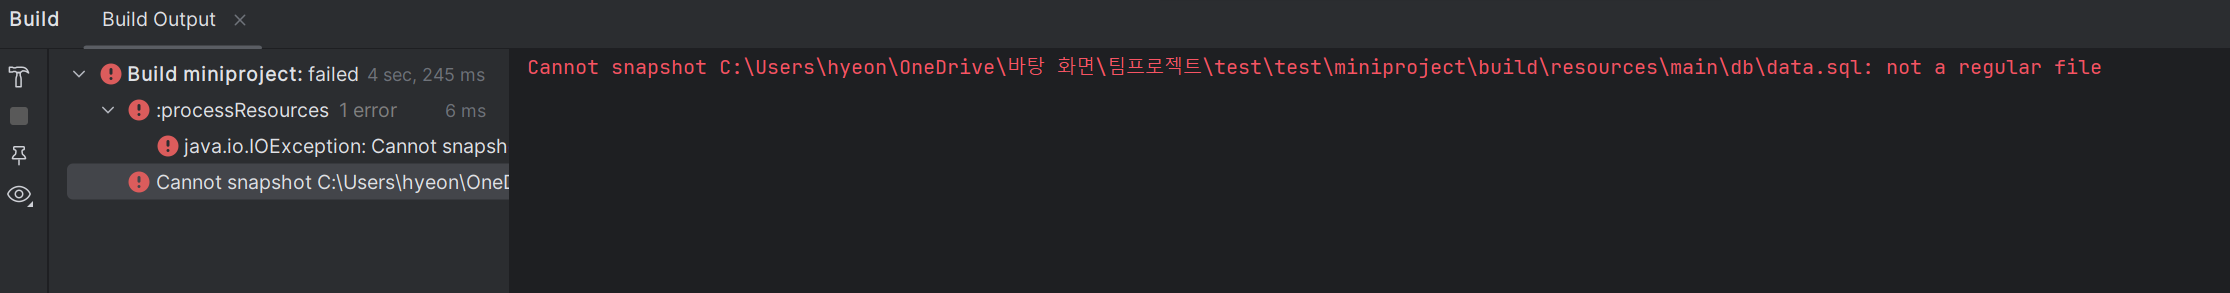 Build Build Output
Build miniproject: failed 4 sec, 245 ms
:processResources 1 error 6 ms
java.io.IOException: Cannot snapsh
Cannot snapshot C:\Users\hyeon\OneD
Cannot snapshot C:\Users\hyeon\OneDrive\바탕 화면\팀프로젝트\test\test\miniproject\build\resources\main\db\data.sql: not a regular file